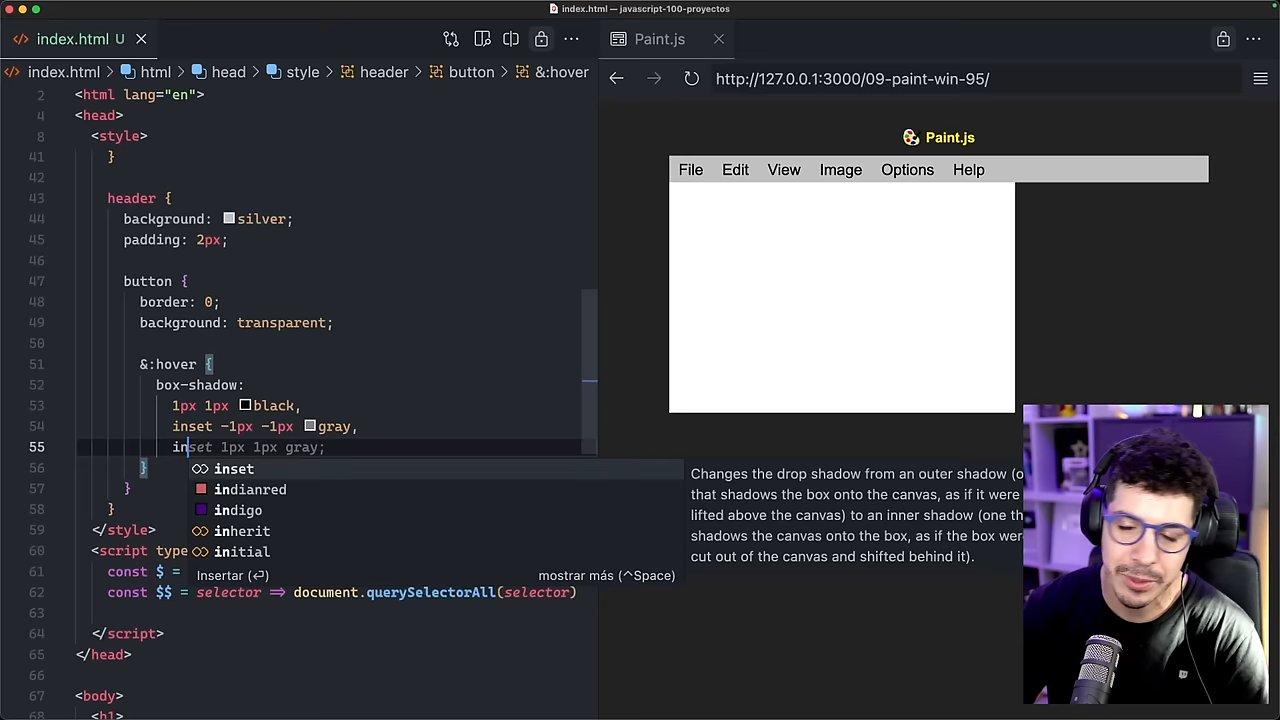 index.html — javascript-100-proyectos
index.html U
Paint.js
index.html > html > head > style > header > button > &:hover
http://127.0.0.1:3000/09-paint-win-95/
2 <html lang="en">
4 <head>
8 <style>
41 }
42
43 header {
44 background: silver;
45 padding: 2px;
46
47 button {
48 border: 0;
49 background: transparent;
50
51 &:hover {
52 box-shadow:
53 1px 1px black,
54 inset -1px -1px gray,
55 inset 1px 1px gray;
56 }
57 }
58 }
59 </style>
60 <script type
61 const $ =
62 const $$ = selector => document.querySelectorAll(selector)
63
64 </script>
65 </head>
66
67 <body>
68 <h1>
inset
indianred
indigo
inherit
initial
Insertar (⏎) mostrar más (^Space)
Changes the drop shadow from an outer shadow (o
that shadows the box onto the canvas, as if it were
lifted above the canvas) to an inner shadow (one th
shadows the canvas onto the box, as if the box wer
cut out of the canvas and shifted behind it).
Paint.js
File Edit View Image Options Help